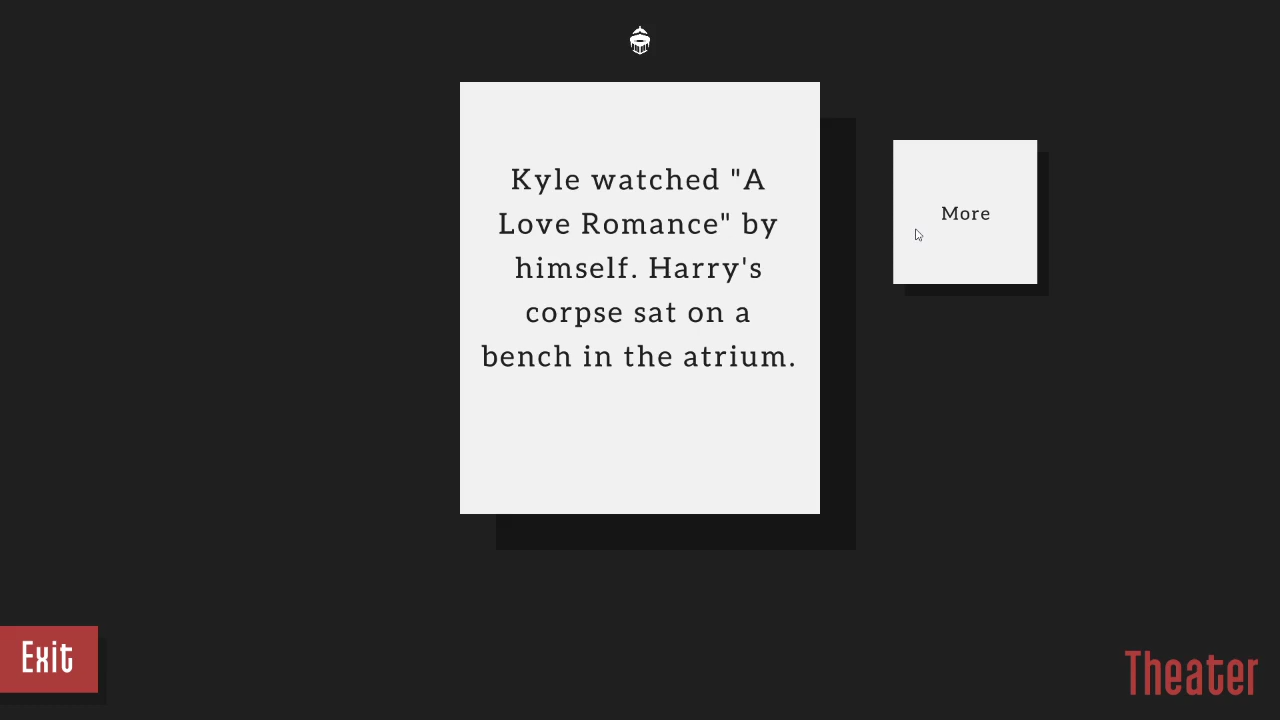 Kyle watched "A
Love Romance" by
himself. Harry's
corpse sat on a
bench in the atrium.
More
Exit
Theater